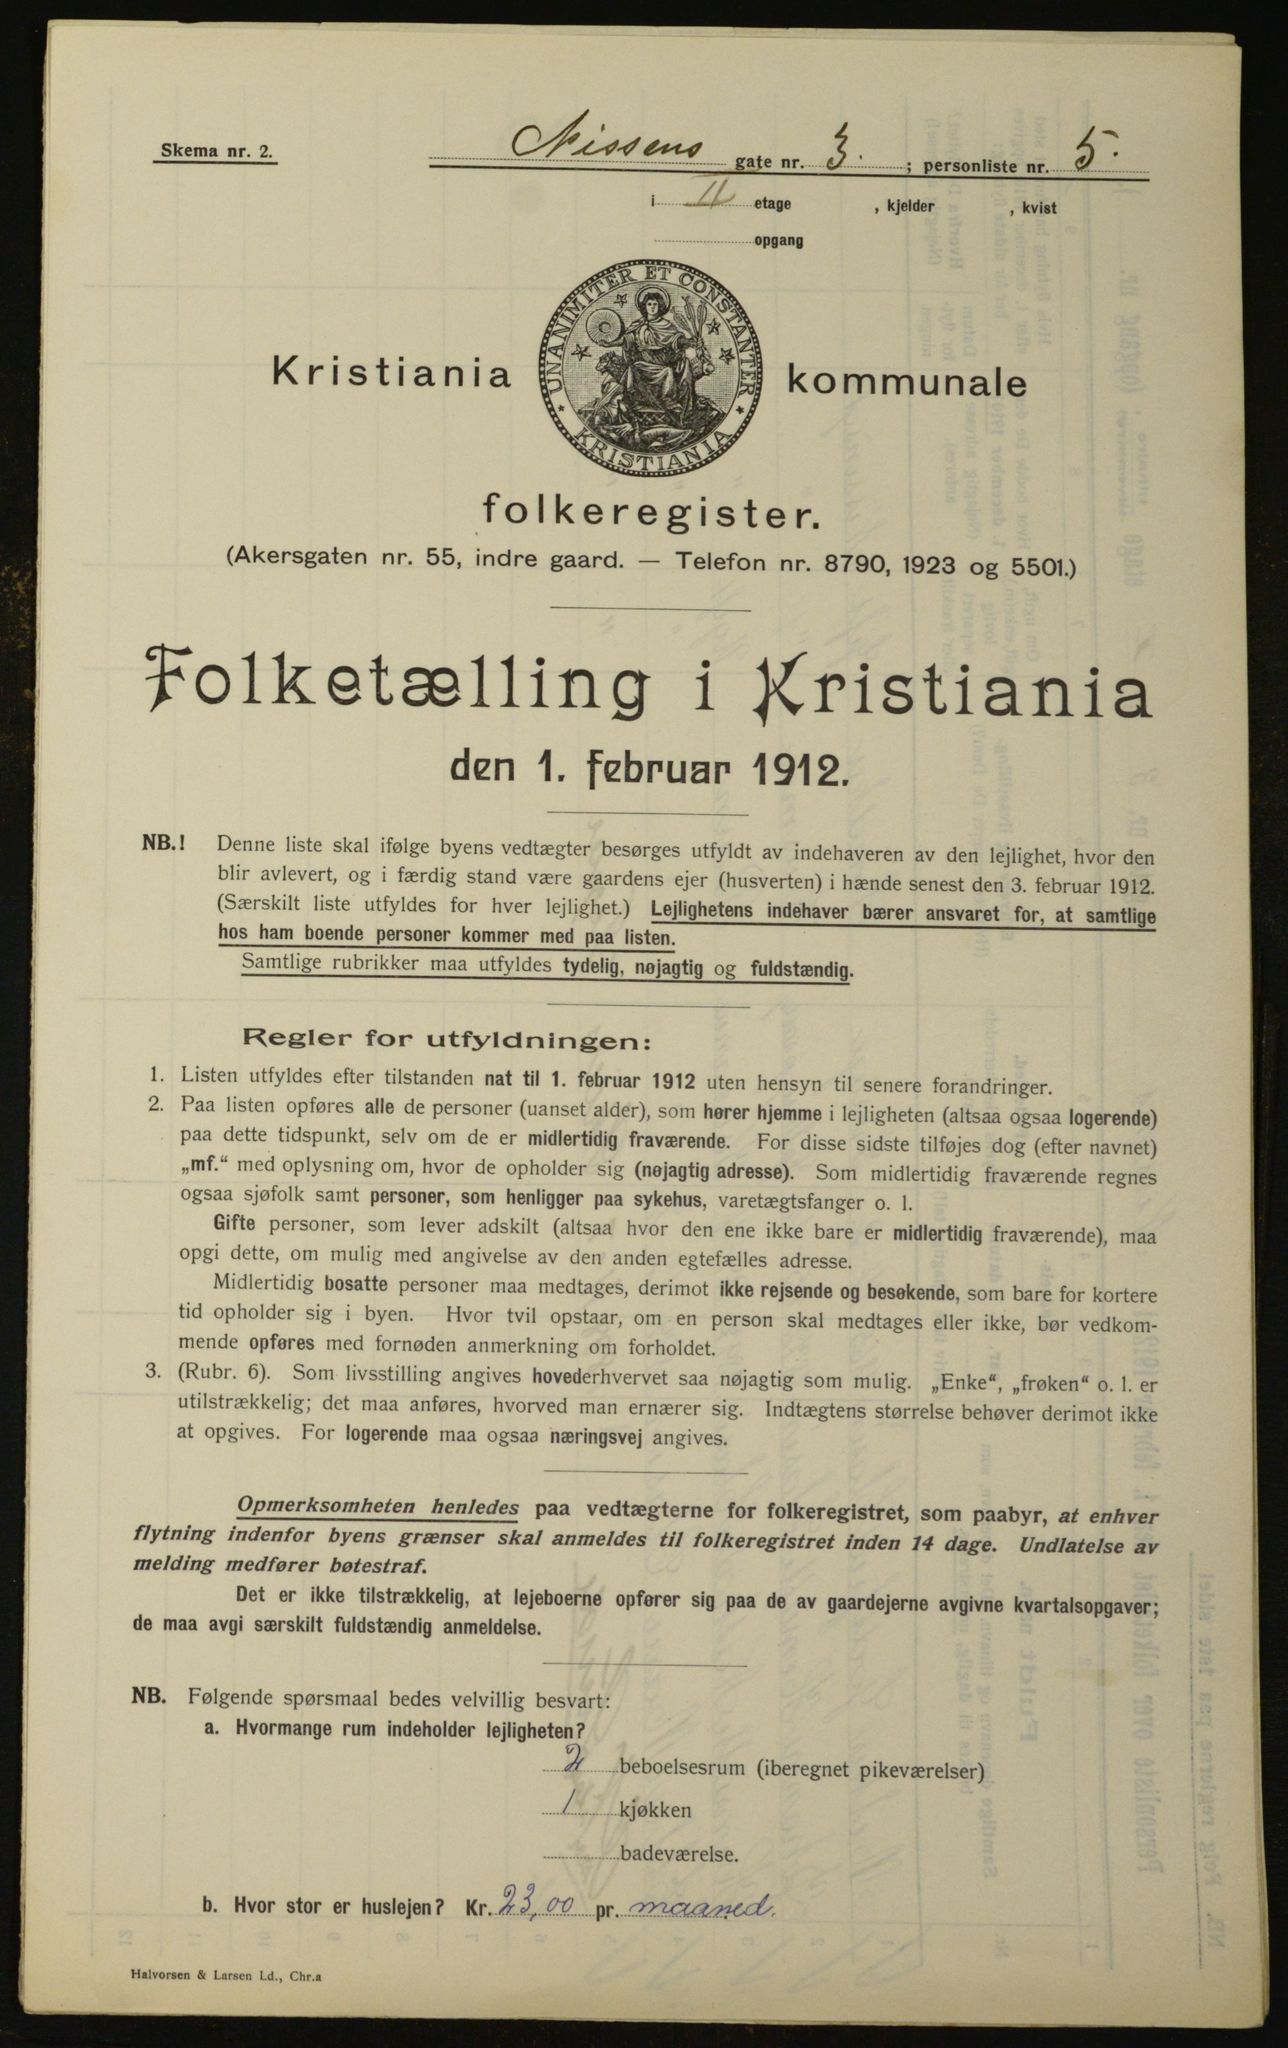 Skema nr. 2.
Nissens gate nr. 3. ; personliste nr. 5.
i II etage , kjelder , kvist
opgang
UNANIMITER ET CONSTANTER
KRISTIANIA
Kristiania kommunale
folkeregister.
(Akersgaten nr. 55, indre gaard. — Telefon nr. 8790, 1923 og 5501.)
Folketælling i Kristiania
den 1. februar 1912.
NB.! Denne liste skal ifølge byens vedtægter besørges utfyldt av indehaveren av den lejlighet, hvor den
blir avlevert, og i færdig stand være gaardens ejer (husverten) i hænde senest den 3. februar 1912.
(Særskilt liste utfyldes for hver lejlighet.) Lejlighetens indehaver bærer ansvaret for, at samtlige
hos ham boende personer kommer med paa listen.
Samtlige rubrikker maa utfyldes tydelig, nøjagtig og fuldstændig.
Regler for utfyldningen:
1. Listen utfyldes efter tilstanden nat til 1. februar 1912 uten hensyn til senere forandringer.
2. Paa listen opføres alle de personer (uanset alder), som hører hjemme i lejligheten (altsaa ogsaa logerende)
paa dette tidspunkt, selv om de er midlertidig fraværende. For disse sidste tilføjes dog (efter navnet)
„mf.“ med oplysning om, hvor de opholder sig (nøjagtig adresse). Som midlertidig fraværende regnes
ogsaa sjøfolk samt personer, som henligger paa sykehus, varetægtsfanger o. l.
Gifte personer, som lever adskilt (altsaa hvor den ene ikke bare er midlertidig fraværende), maa
opgi dette, om mulig med angivelse av den anden egtefælles adresse.
Midlertidig bosatte personer maa medtages, derimot ikke rejsende og besøkende, som bare for kortere
tid opholder sig i byen. Hvor tvil opstaar, om en person skal medtages eller ikke, bør vedkom-
mende opføres med fornøden anmerkning om forholdet.
3. (Rubr. 6). Som livsstilling angives hovederhvervet saa nøjagtig som mulig. „Enke“, „frøken“ o. l. er
utilstrækkelig; det maa anføres, hvorved man ernærer sig. Indtægtens størrelse behøver derimot ikke
at opgives. For logerende maa ogsaa næringsvej angives.
Opmerksomheten henledes paa vedtægterne for folkeregistret, som paabyr, at enhver
flytning indenfor byens grænser skal anmeldes til folkeregistret inden 14 dage. Undlatelse av
melding medfører bøtestraf.
Det er ikke tilstrækkelig, at lejeboerne opfører sig paa de av gaardejerne avgivne kvartalsopgaver;
de maa avgi særskilt fuldstændig anmeldelse.
NB. Følgende spørsmaal bedes velvillig besvart:
a. Hvormange rum indeholder lejligheten?
2 beboelsesrum (iberegnet pikeværelser)
1 kjøkken
badeværelse.
b. Hvor stor er huslejen? Kr. 23,00 pr. maaned.
Halvorsen & Larsen Ld., Chr.a